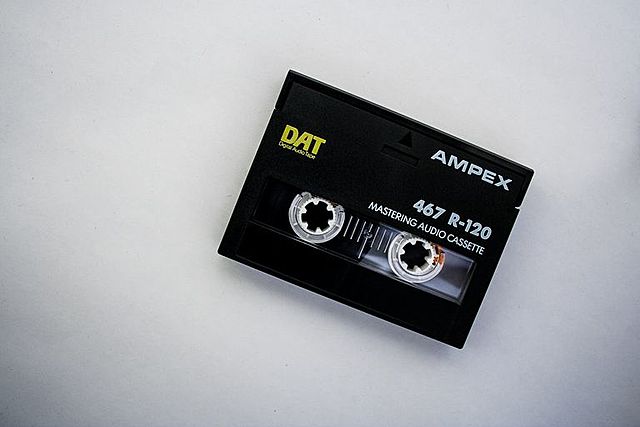 DAT
Digital Audio Tape
AMPEX
467 R-120
MASTERING AUDIO CASSETTE